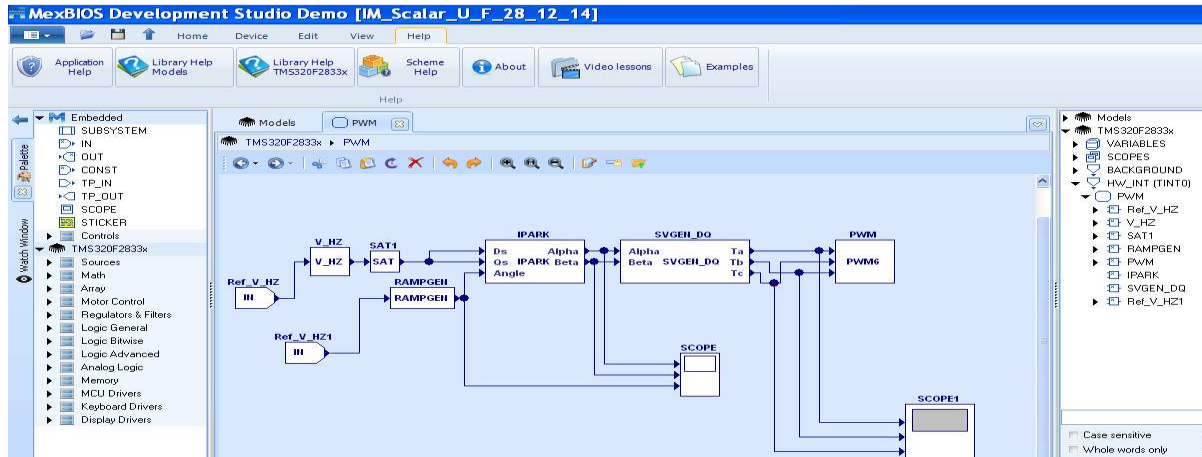 MexBIOS Development Studio Demo [IM_Scalar_U_F_28_12_14]
Home Device Edit View Help
Application Help
Library Help Models
Library Help TMS320F2833x
Scheme Help
About
Video lessons
Examples
Help
Palette
Watch Window
Embedded
SUBSYSTEM
IN
OUT
CONST
TP_IN
TP_OUT
SCOPE
STICKER
Controls
TMS320F2833x
Sources
Math
Array
Motor Control
Regulators & Filters
Logic General
Logic Bitwise
Logic Advanced
Analog Logic
Memory
MCU Drivers
Keyboard Drivers
Display Drivers
Models PWM
TMS320F2833x PWM
V_HZ
V_HZ
SAT1
SAT
IPARK
Ds Alpha
Qs IPARK Beta
Angle
SVGEN_DQ
Alpha Ta
Beta SVGEN_DQ Tb
Tc
PWM
PWM6
Ref_V_HZ
IN
RAMPGEN
RAMPGEN
Ref_V_HZ1
IN
SCOPE
SCOPE1
Models
TMS320F2833x
VARIABLES
SCOPES
BACKGROUND
HW_INT (TINT0)
PWM
Ref_V_HZ
V_HZ
SAT1
RAMPGEN
PWM
IPARK
SVGEN_DQ
Ref_V_HZ1
Case sensitive
Whole words only